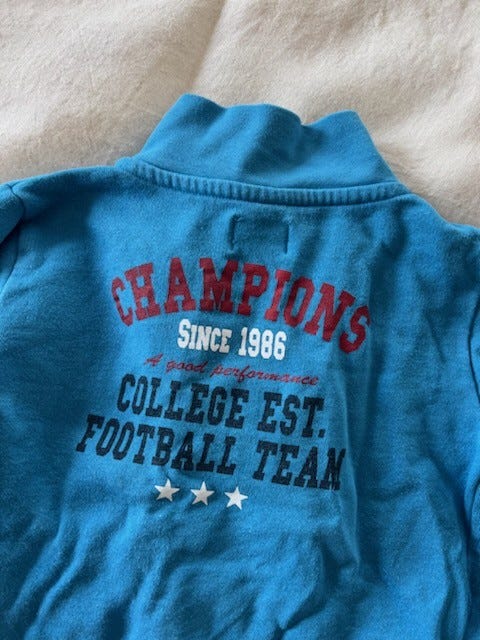 CHAMPIONS
SINCE 1986
A good performance
COLLEGE EST.
FOOTBALL TEAM